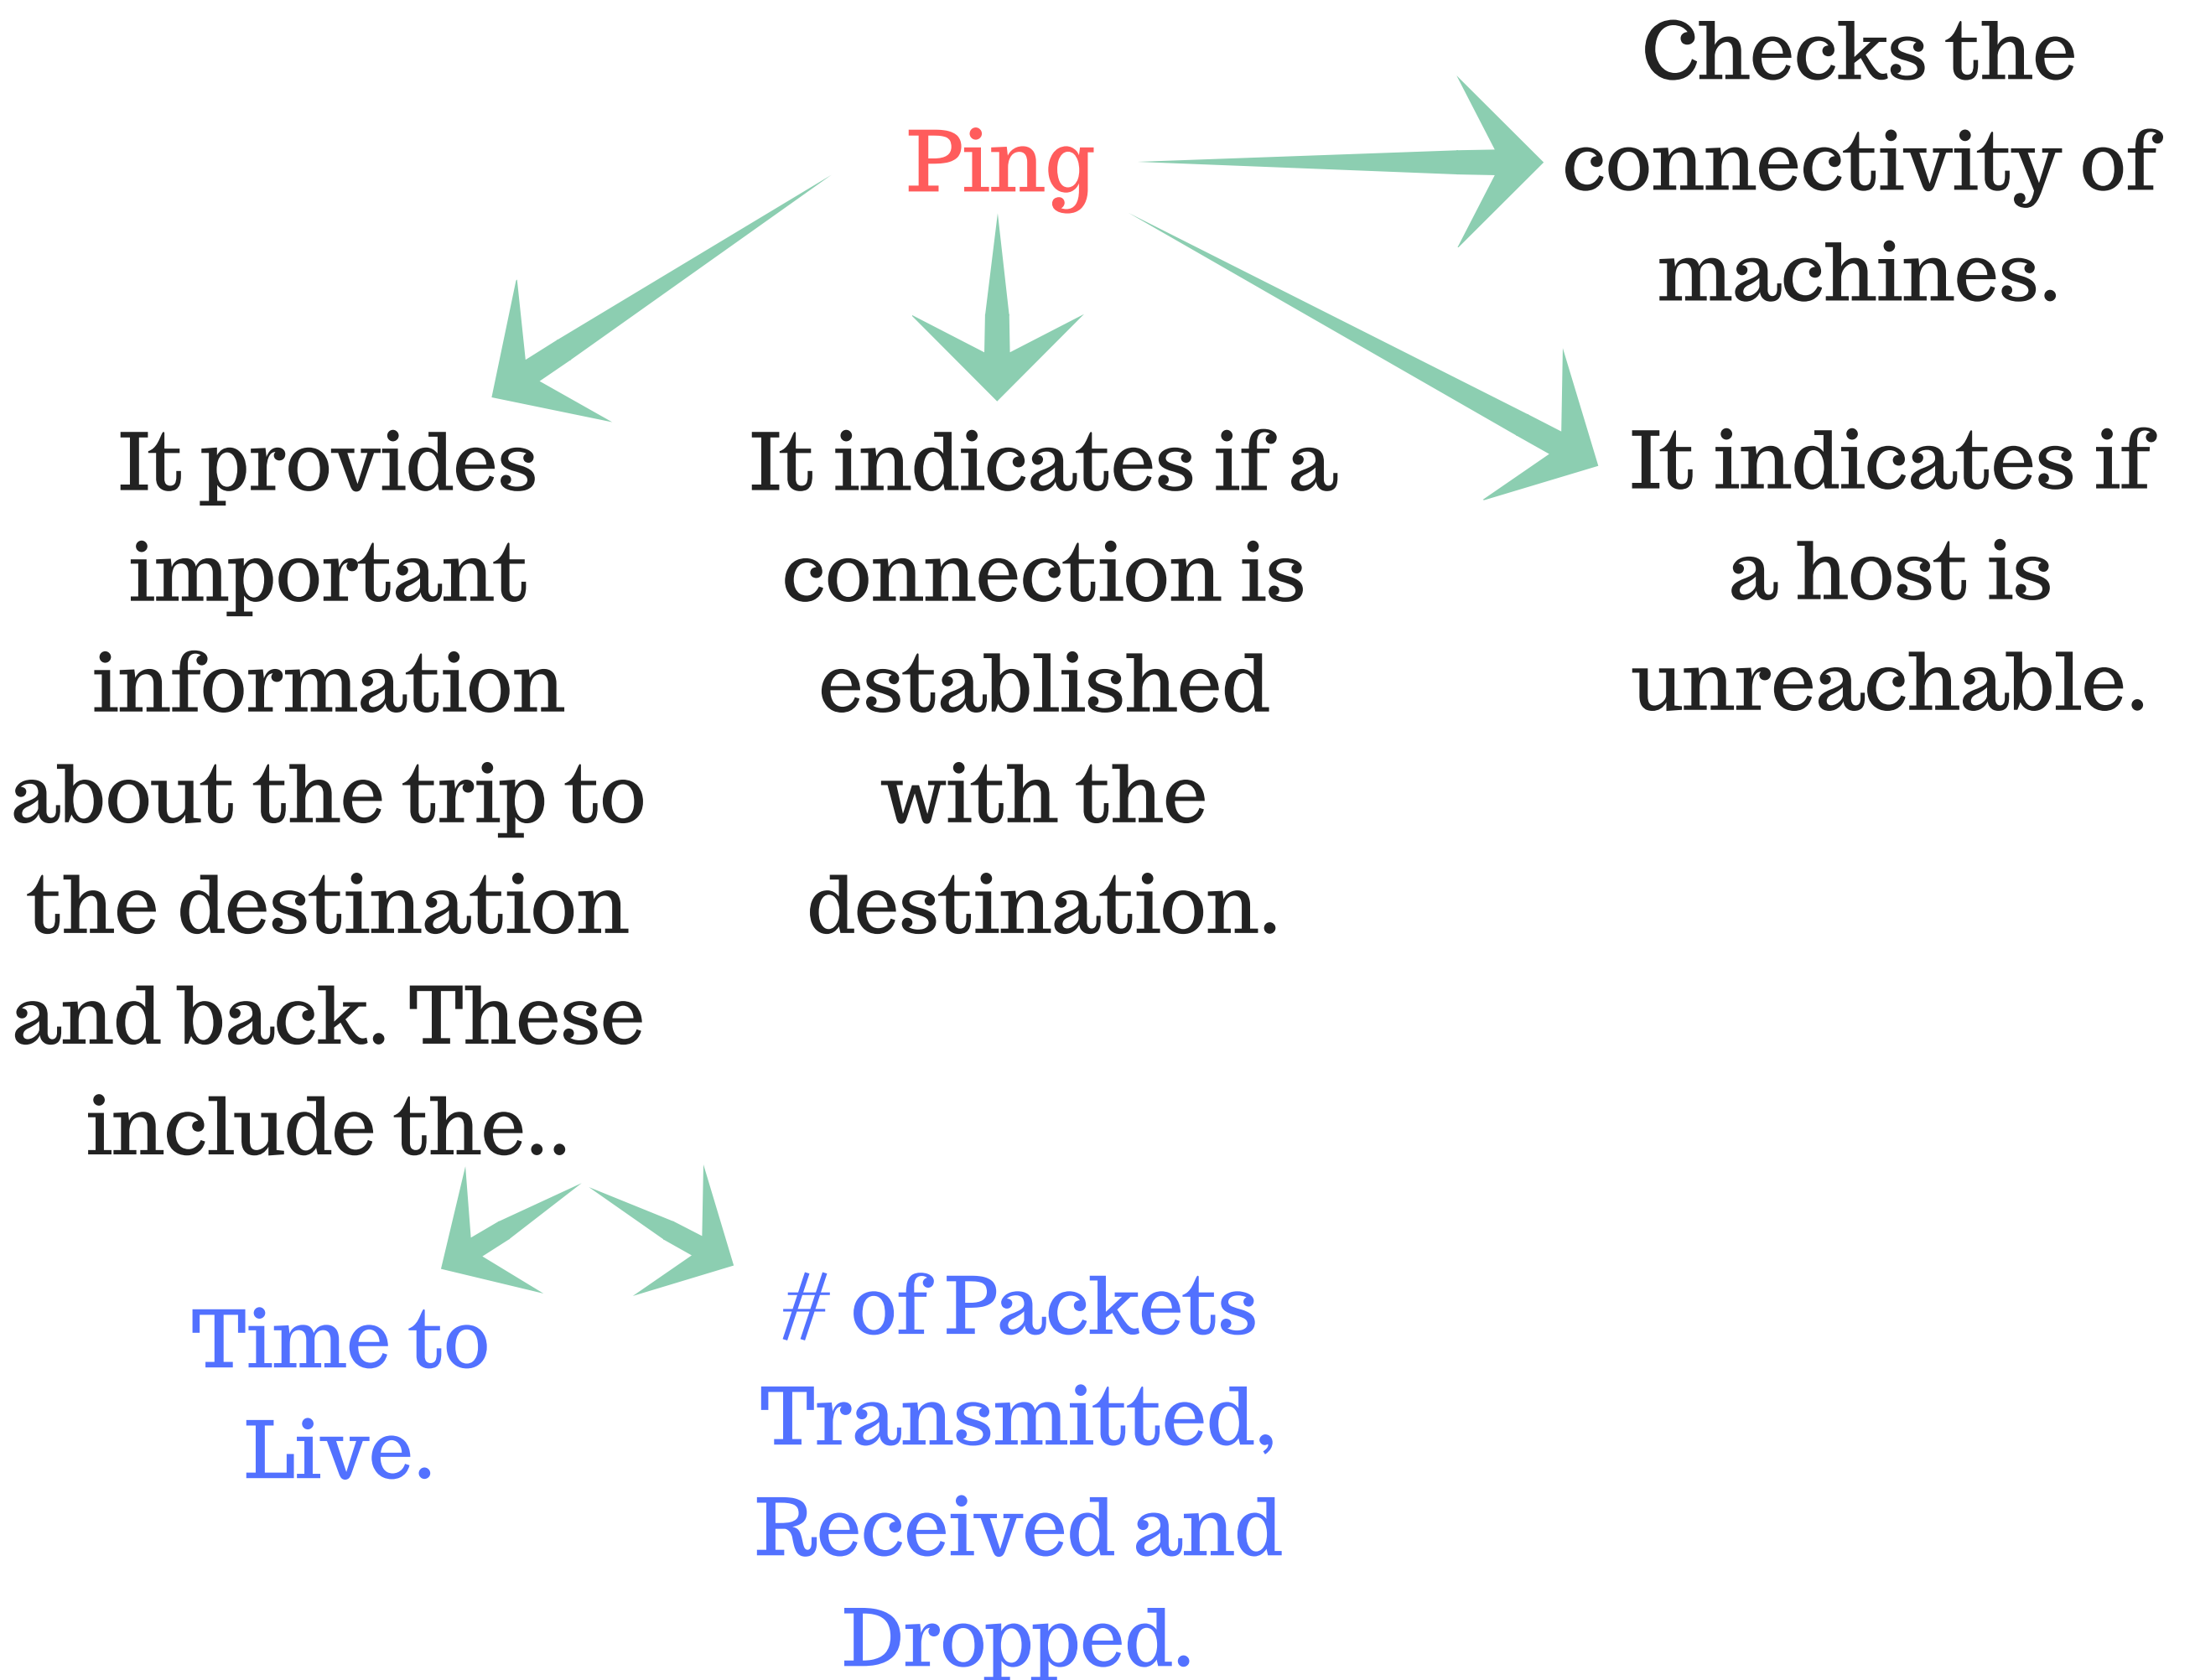 Ping
Checks the
connectivity of
machines.
It provides
important
information
about the trip to
the destination
and back. These
include the..
It indicates if a
connection is
established
with the
destination.
It indicates if
a host is
unreachable.
Time to
Live.
# of Packets
Transmitted,
Received and
Dropped.